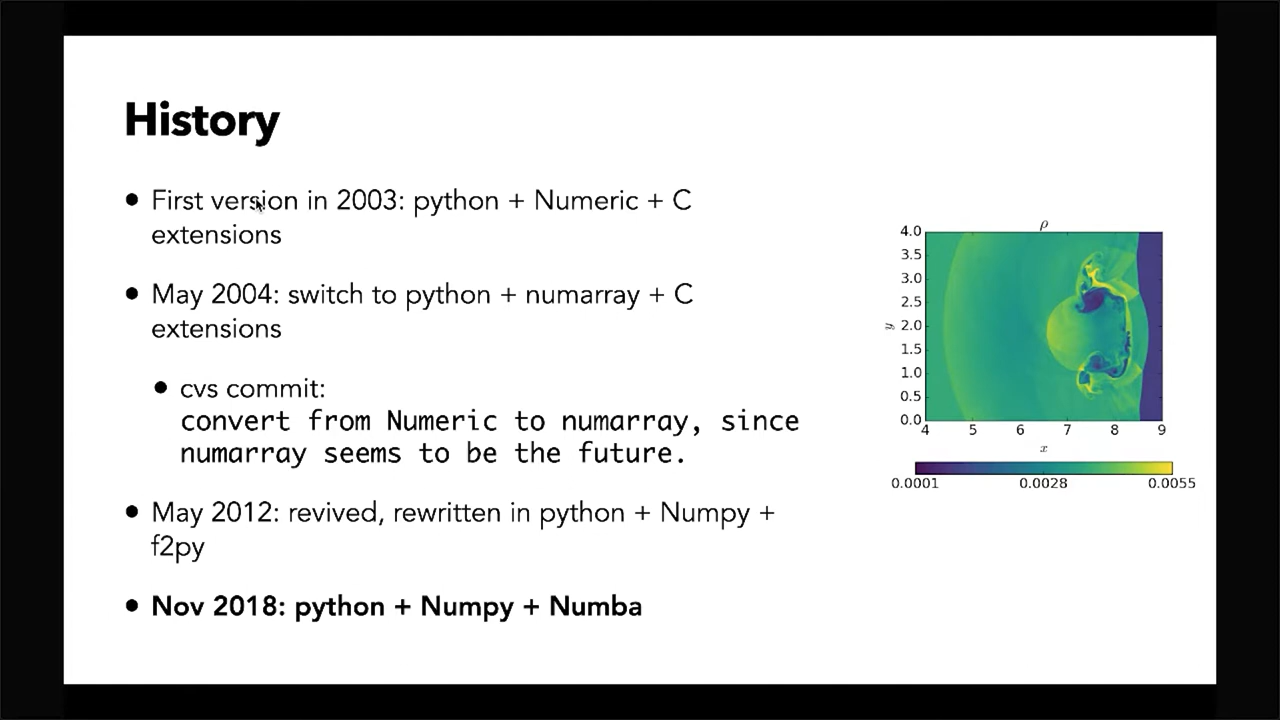 History
• First version in 2003: python + Numeric + C
extensions
• May 2004: switch to python + numarray + C
extensions
• cvs commit:
convert from Numeric to numarray, since
numarray seems to be the future.
• May 2012: revived, rewritten in python + Numpy +
f2py
• Nov 2018: python + Numpy + Numba
ρ
4.0
3.5
3.0
2.5
2.0
1.5
1.0
0.5
0.0
y
4 5 6 7 8 9
x
0.0001 0.0028 0.0055